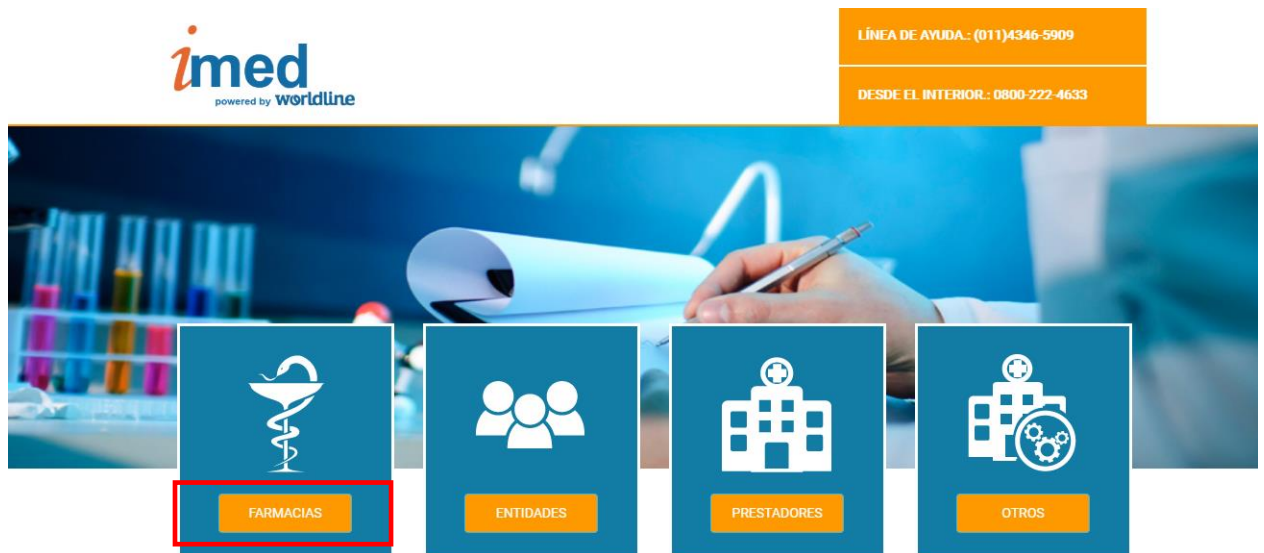 imed
powered by worldline
LÍNEA DE AYUDA.: (011)4346-5909
DESDE EL INTERIOR.: 0800-222-4633
FARMACIAS
ENTIDADES
PRESTADORES
OTROS